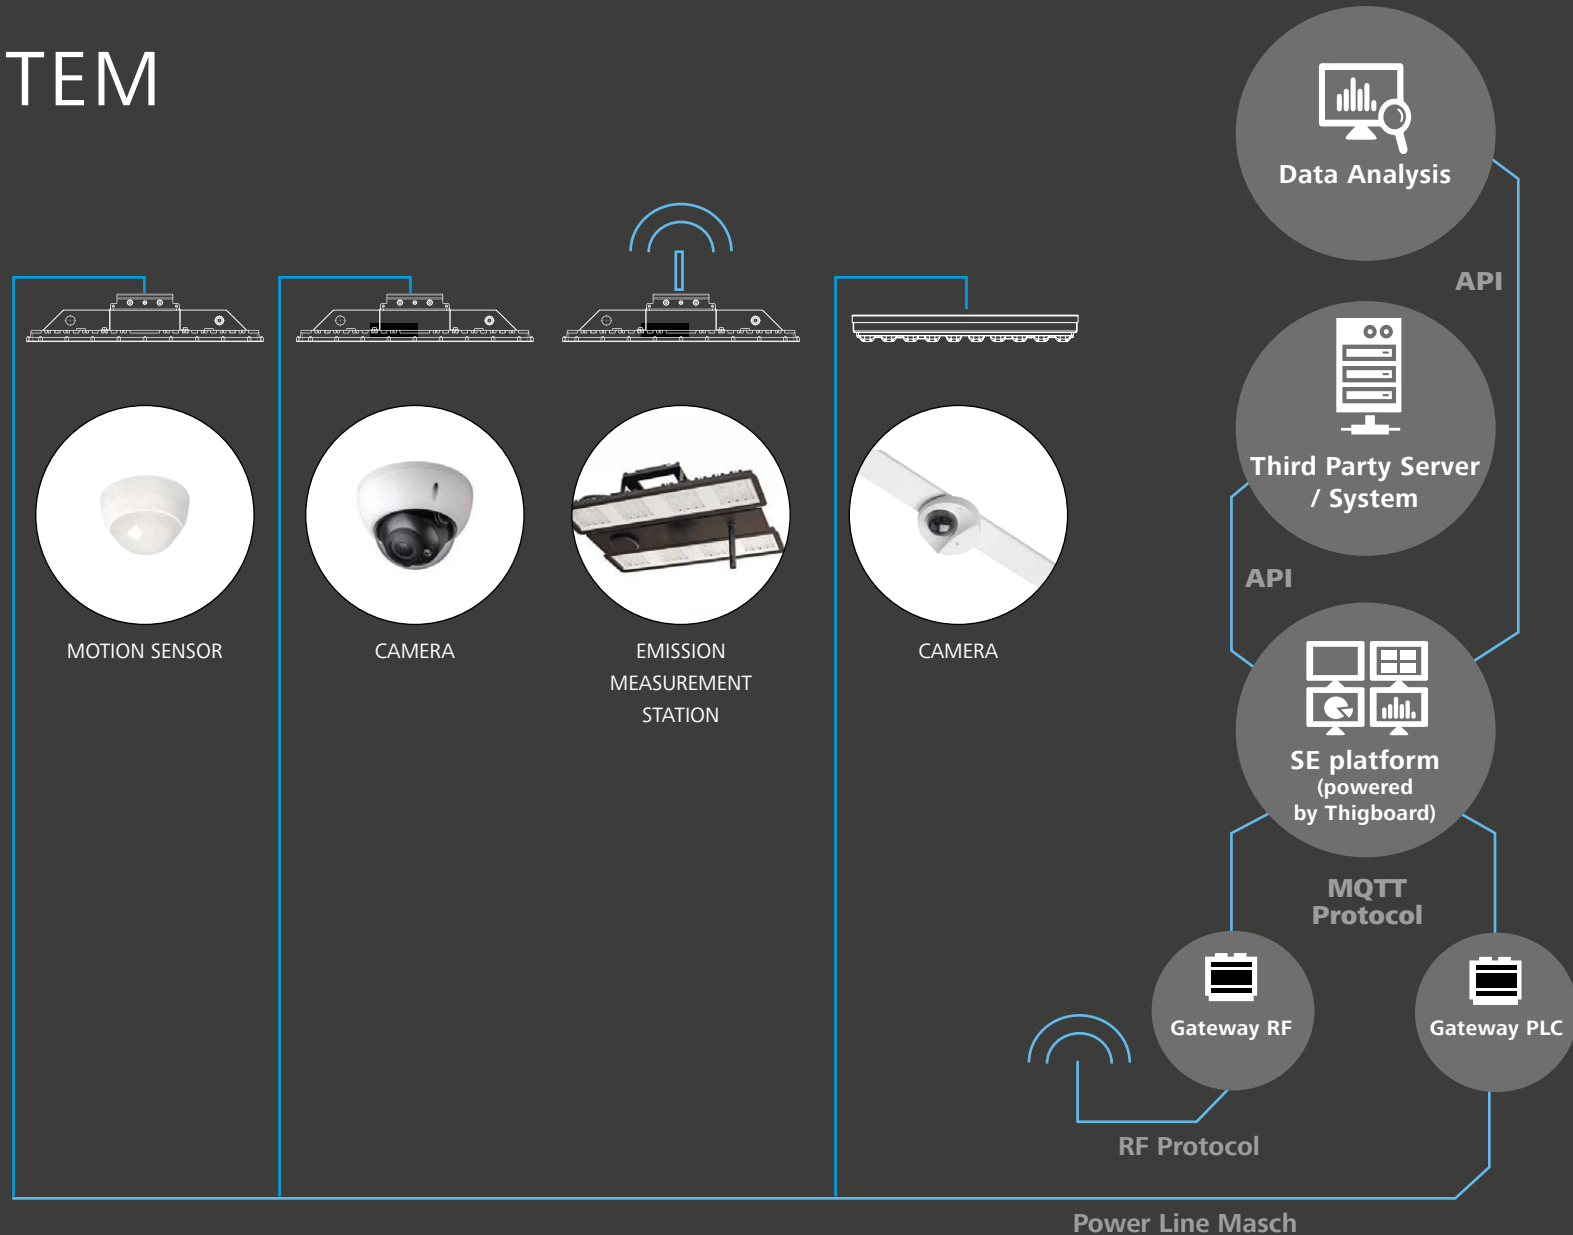 TEM
Data Analysis
API
Third Party Server
/ System
API
MOTION SENSOR
CAMERA
EMISSION
MEASUREMENT
STATION
CAMERA
SE platform
(powered
by Thigboard)
MQTT
Protocol
Gateway RF
Gateway PLC
RF Protocol
Power Line Masch